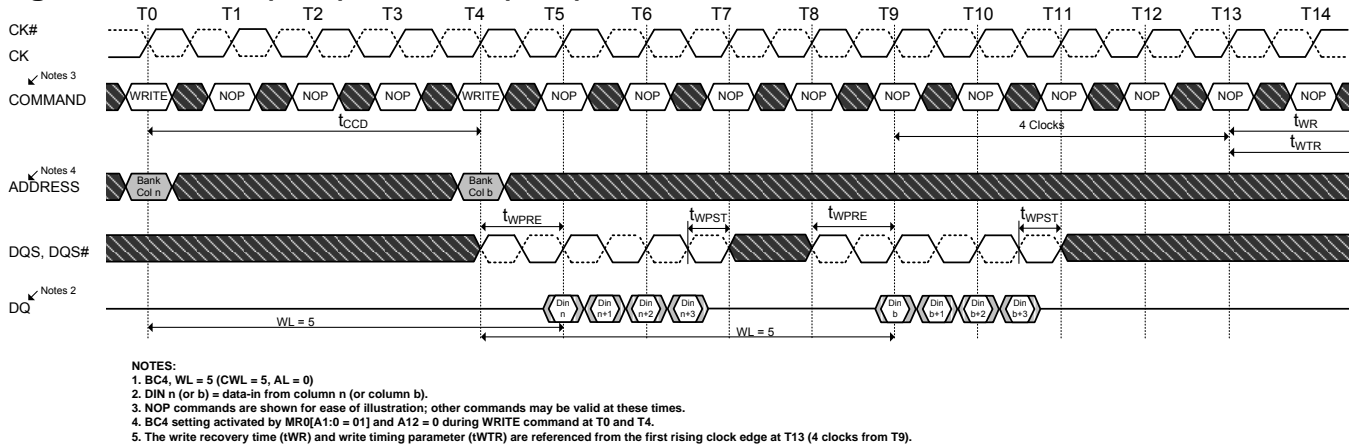 T0 T1 T2 T3 T4 T5 T6 T7 T8 T9 T10 T11 T12 T13 T14
CK#
CK
Notes 3
COMMAND
WRITE NOP NOP NOP WRITE NOP NOP NOP NOP NOP NOP NOP NOP NOP NOP
tCCD
4 Clocks
tWR
tWTR
Notes 4
ADDRESS
Bank Bank
Col n Col b
tWPRE tWPST tWPRE tWPST
DQS, DQS#
Notes 2
DQ
Din Din Din Din Din Din Din Din
n n+1 n+2 n+3 b b+1 b+2 b+3
WL = 5
WL = 5
NOTES:
1. BC4, WL = 5 (CWL = 5, AL = 0)
2. DIN n (or b) = data-in from column n (or column b).
3. NOP commands are shown for ease of illustration; other commands may be valid at these times.
4. BC4 setting activated by MR0[A1:0 = 01] and A12 = 0 during WRITE command at T0 and T4.
5. The write recovery time (tWR) and write timing parameter (tWTR) are referenced from the first rising clock edge at T13 (4 clocks from T9).